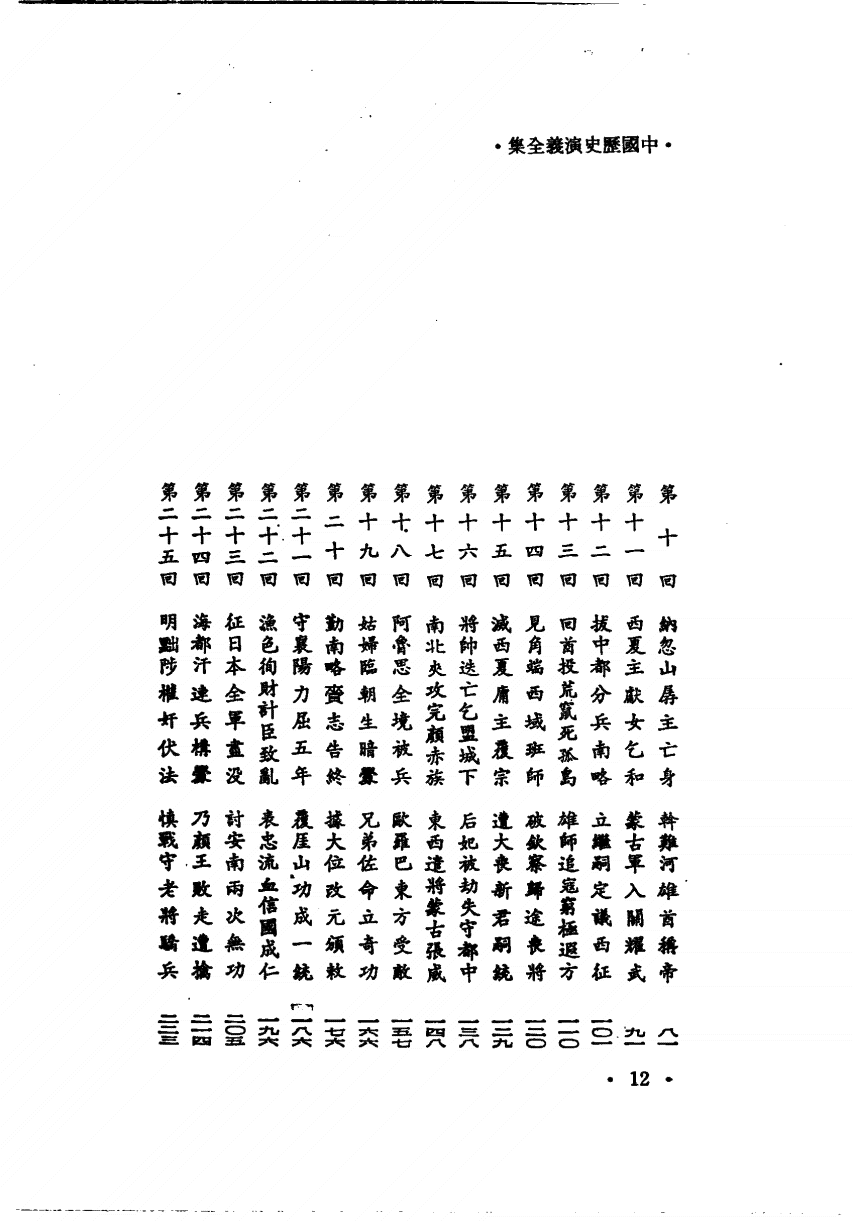 •中國歷史演義全集•
第十回 納忽山孱主亡身 斡難河雄首稱帝 八一
第十一回 西夏主獻女乞和 蒙古軍入關耀武 九一
第十二回 拔中都分兵南略 立繼嗣定議西征 一〇一
第十三回 回首投荒竄死孤島 雄師追寇窮極遐方 一一〇
第十四回 見角端西域班師 破欽察歸途喪將 一二〇
第十五回 滅西夏庸主覆宗 遭大喪新君嗣統 一二九
第十六回 將帥迭亡乞盟城下 后妃被劫失守都中 一三八
第十七回 南北夾攻完顏赤族 東西遣將蒙古張威 一四八
第十八回 阿魯思全境被兵 歐羅巴東方受敵 一五七
第十九回 姑婦臨朝生暗釁 兄弟佐命立奇功 一六六
第二十回 勤南略齎志告終 據大位改元頒敕 一七六
第二十一回 守襄陽力屈五年 覆厓山功成一統 一八六
第二十二回 漁色徇財計臣致亂 表忠流血信國成仁 一九六
第二十三回 征日本全軍盡沒 討安南兩次無功 二〇五
第二十四回 海都汗連兵構釁 乃顏王敗走遭擒 二一四
第二十五回 明黜陟權奸伏法 慎戰守老將驕兵 二二三
• 12 •